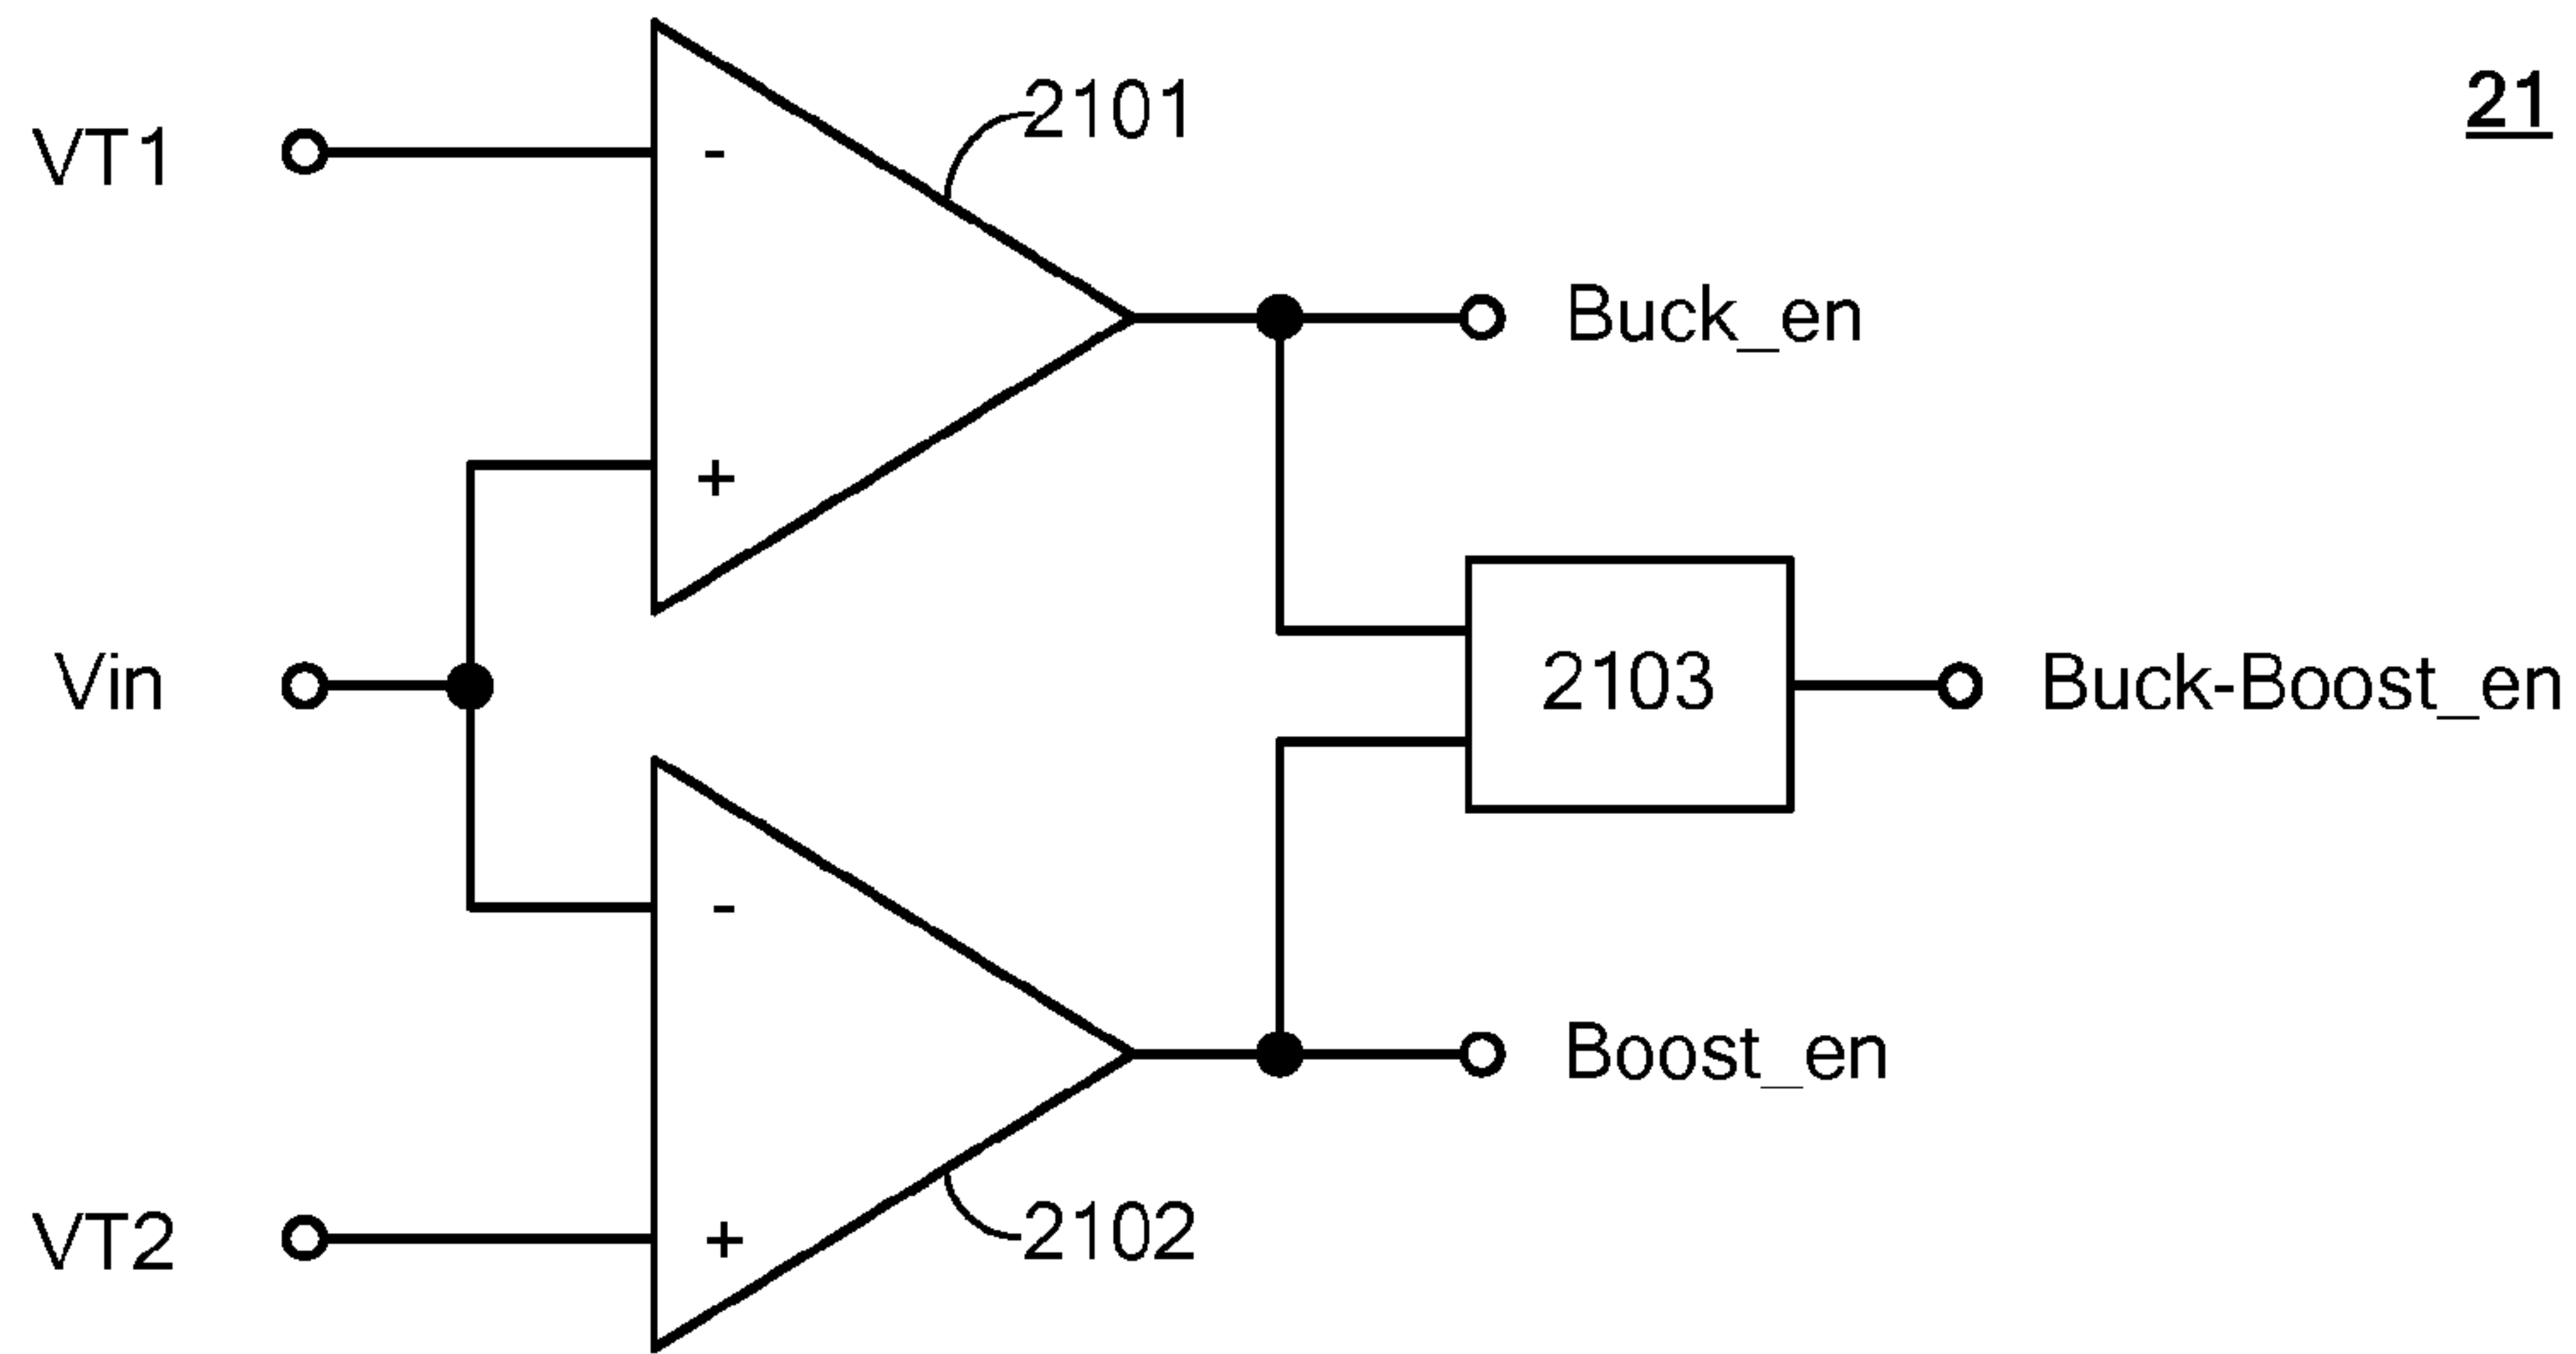 2101
21
VT1
-
Buck_en
+
2103
Vin
Buck-Boost_en
-
Boost_en
VT2
+
2102